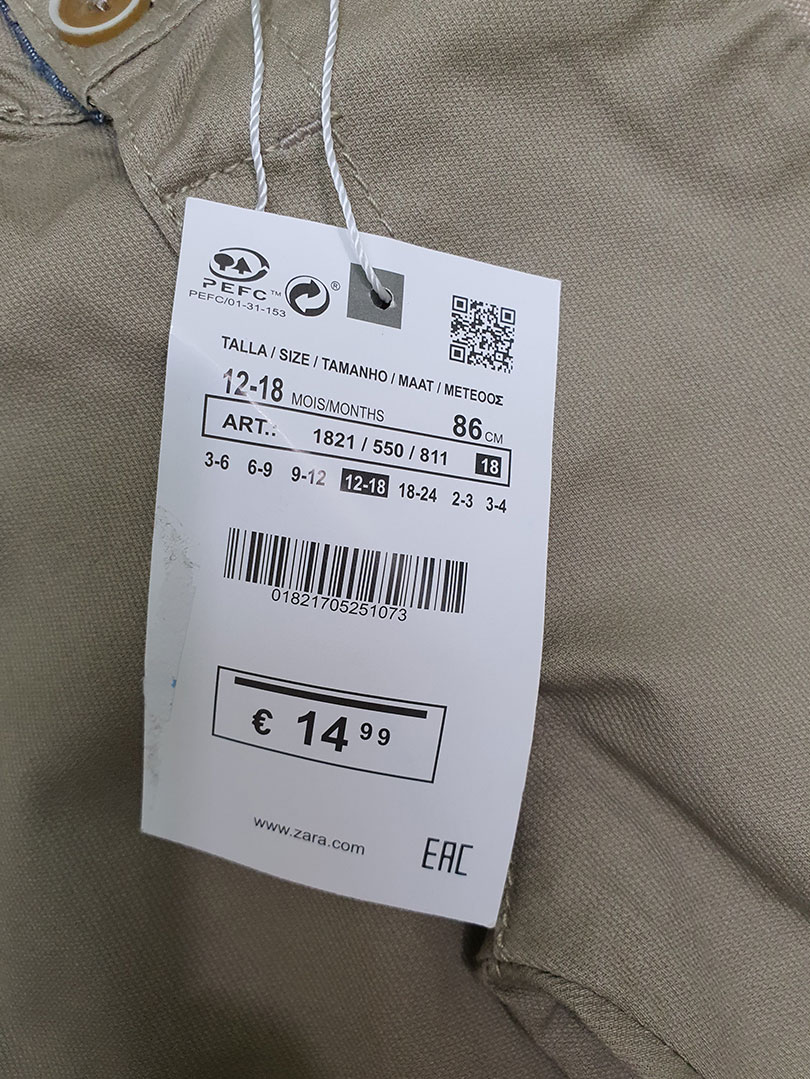 PEFC™
PEFC/01-31-153
®
TALLA / SIZE / TAMANHO / MAAT / ΜΕΤΕΟΟΣ
12-18 MOIS/MONTHS 86 CM
ART.: 1821 / 550 / 811 18
3-6 6-9 9-12 12-18 18-24 2-3 3-4
01821705251073
€ 14 99
www.zara.com
EAC